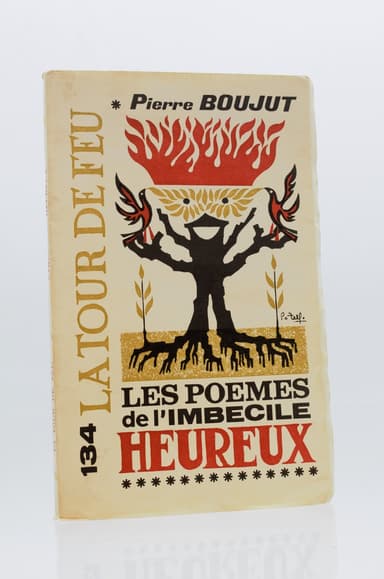 * Pierre BOUJUT
134 LA TOUR DE FEU
LES POEMES
de l'IMBECILE
HEUREUX
***************